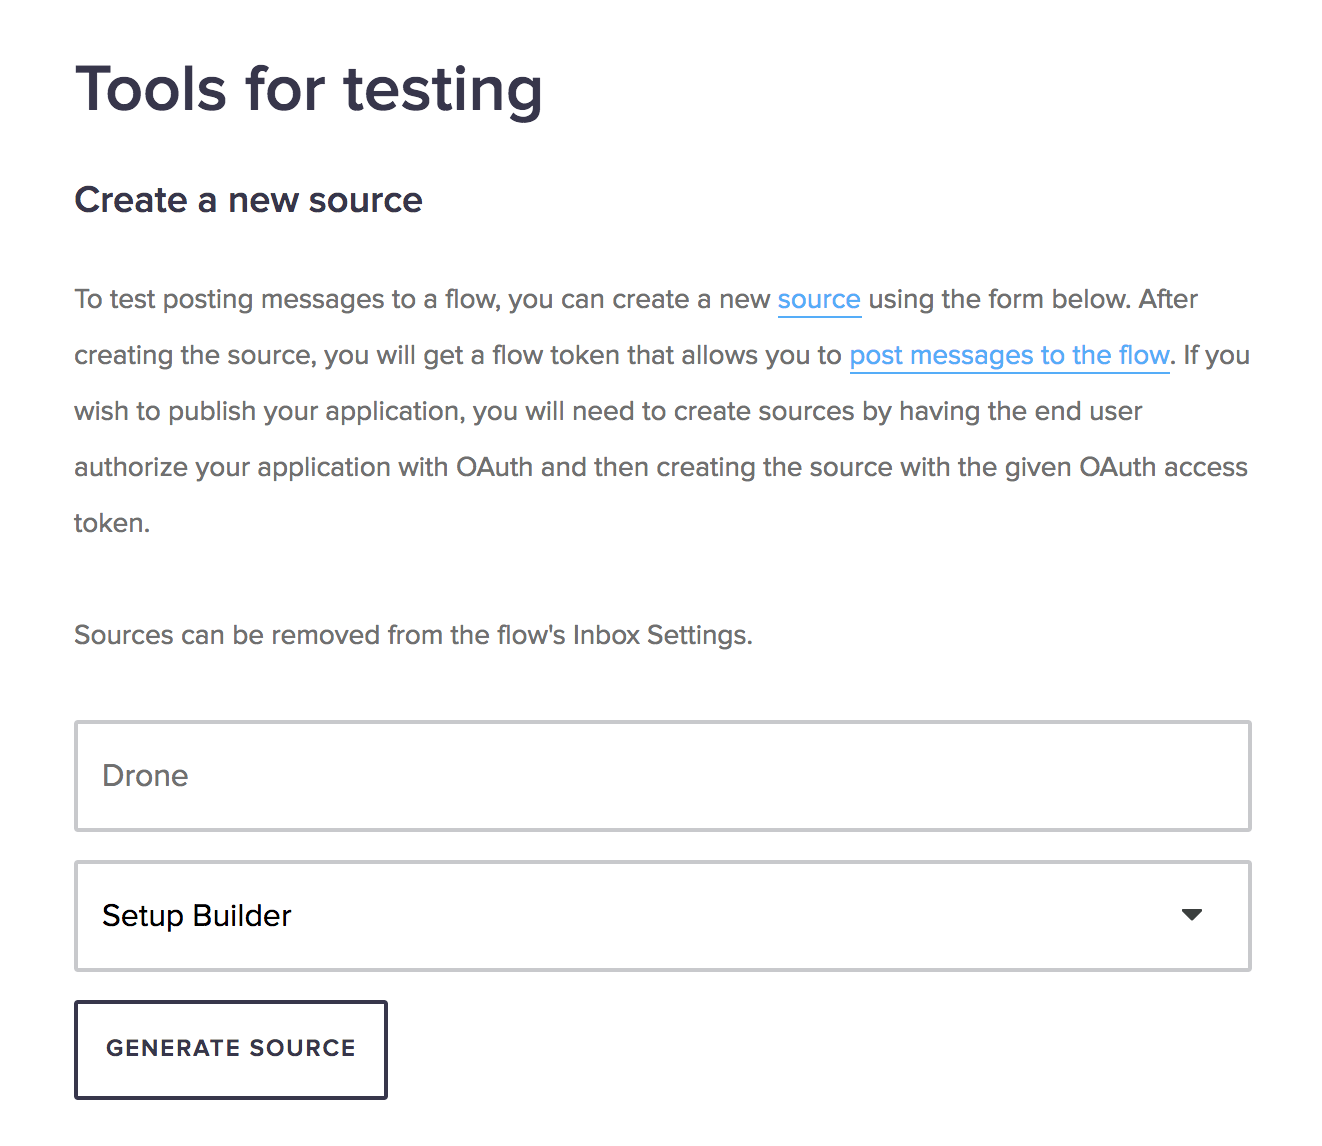 Tools for testing
Create a new source
To test posting messages to a flow, you can create a new source using the form below. After
creating the source, you will get a flow token that allows you to post messages to the flow. If you
wish to publish your application, you will need to create sources by having the end user
authorize your application with OAuth and then creating the source with the given OAuth access
token.
Sources can be removed from the flow's Inbox Settings.
Drone
Setup Builder
GENERATE SOURCE